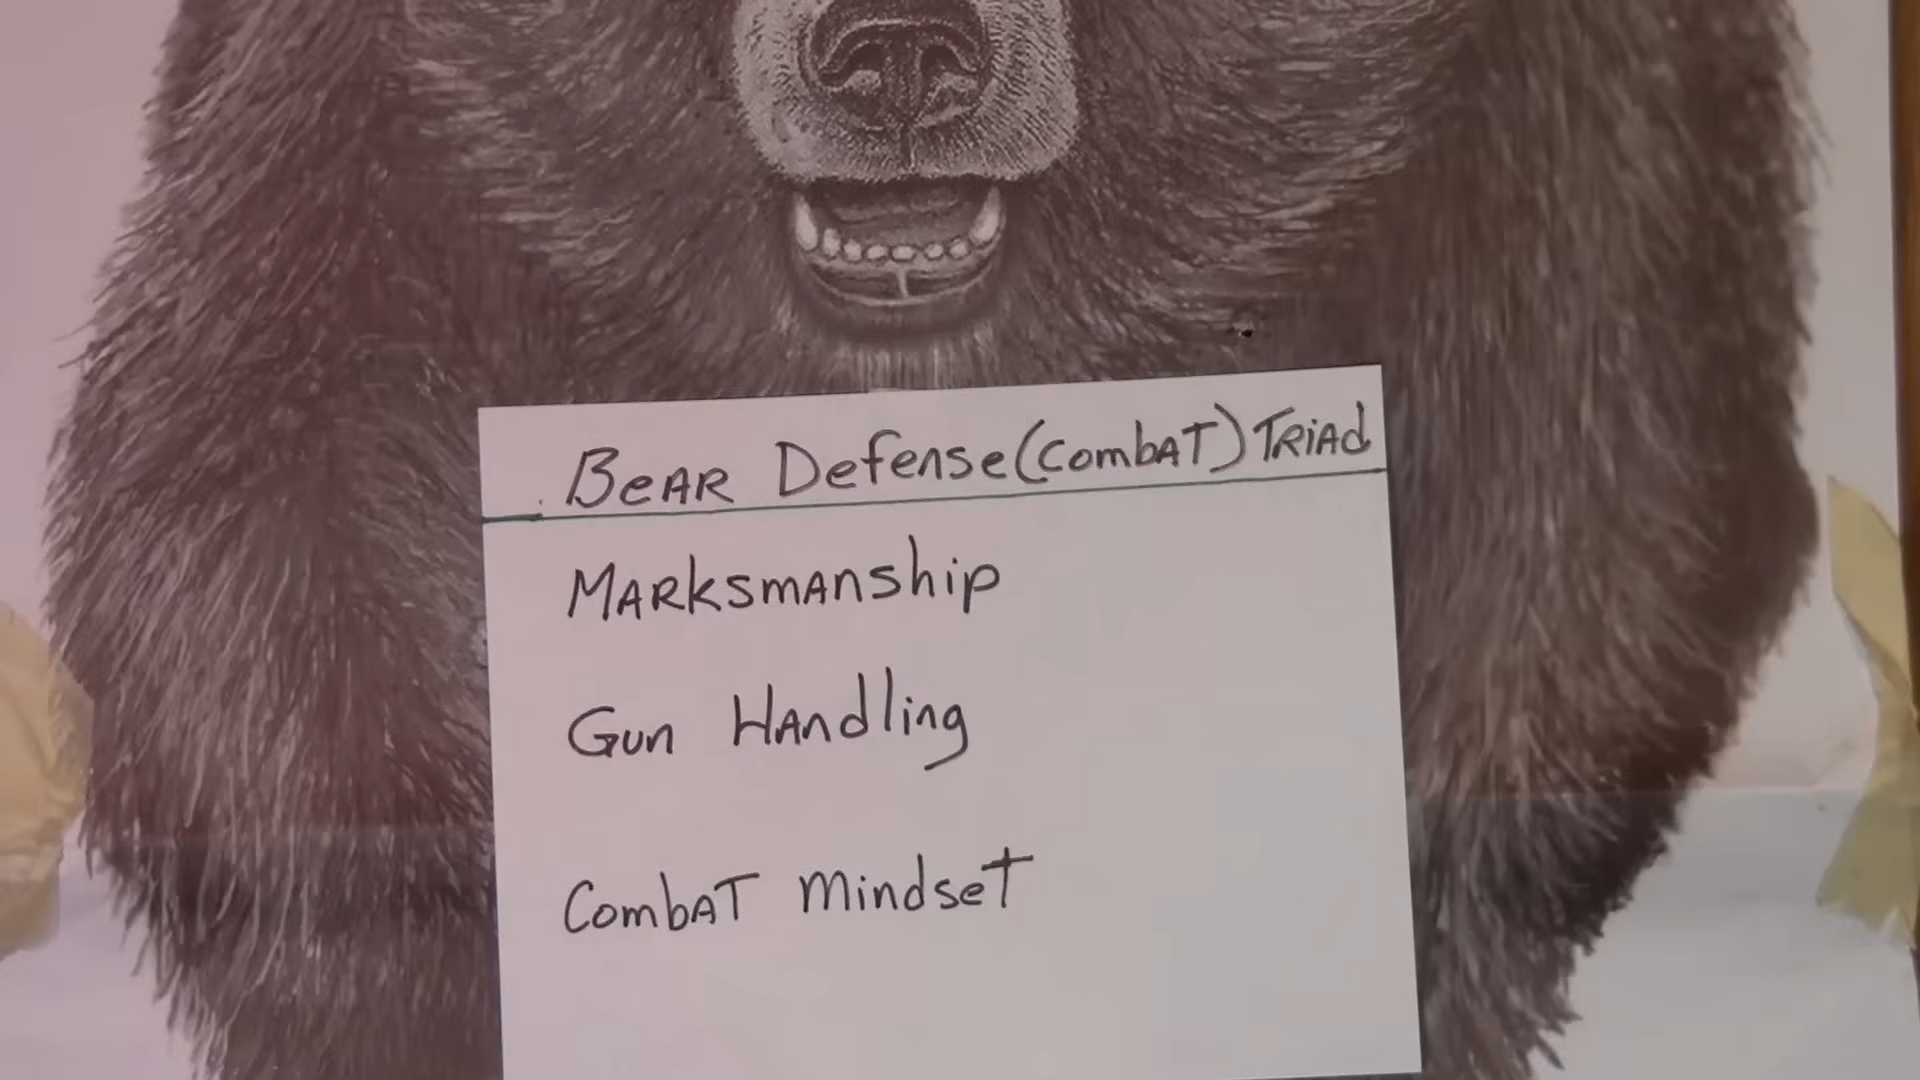 Bear Defense (Combat) Triad
Marksmanship
Gun Handling
Combat Mindset